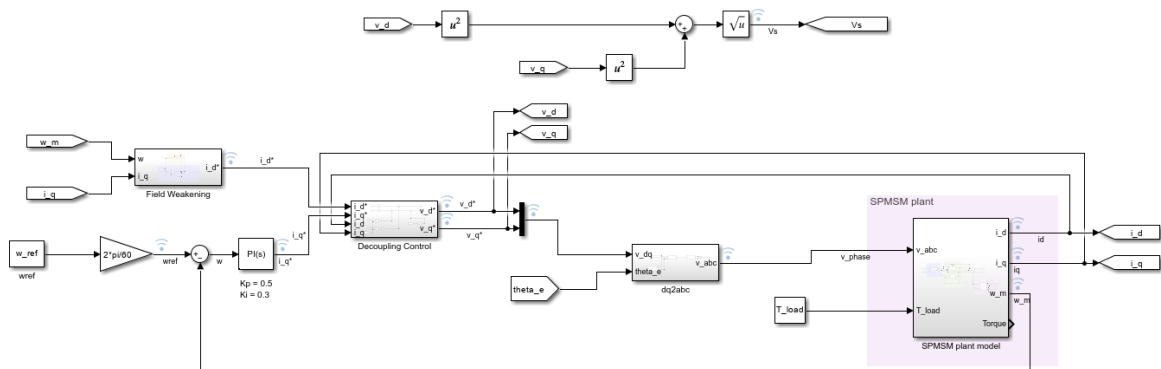 v_d
u²
+
+
√u
Vs
Vs
v_q
u²
v_d
v_q
w_m
w
i_q
i_d*
i_d*
i_q
Field Weakening
SPMSM plant
i_d*
i_q*
i_d
i_q
v_d*
v_q*
v_d*
v_q*
Decoupling Control
w_ref
wref
2*pi/60
wref
+
−
w
PI(s)
i_q*
i_q*
Kp = 0.5
Ki = 0.3
v_dq
theta_e
v_abc
dq2abc
theta_e
v_phase
v_abc
T_load
i_d
i_q
w_m
Torque
id
iq
w_m
i_d
i_q
T_load
SPMSM plant model